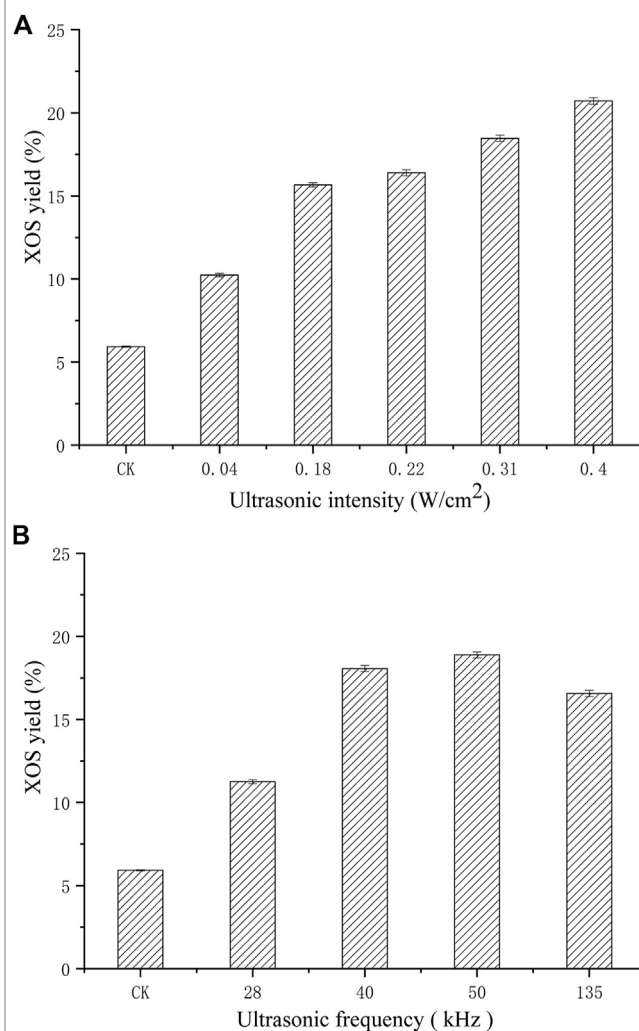 A
25
20
15
10
5
0
XOS yield (%)
CK 0.04 0.18 0.22 0.31 0.4
Ultrasonic intensity (W/cm²)
B
25
20
15
10
5
0
XOS yield (%)
CK 28 40 50 135
Ultrasonic frequency ( kHz )